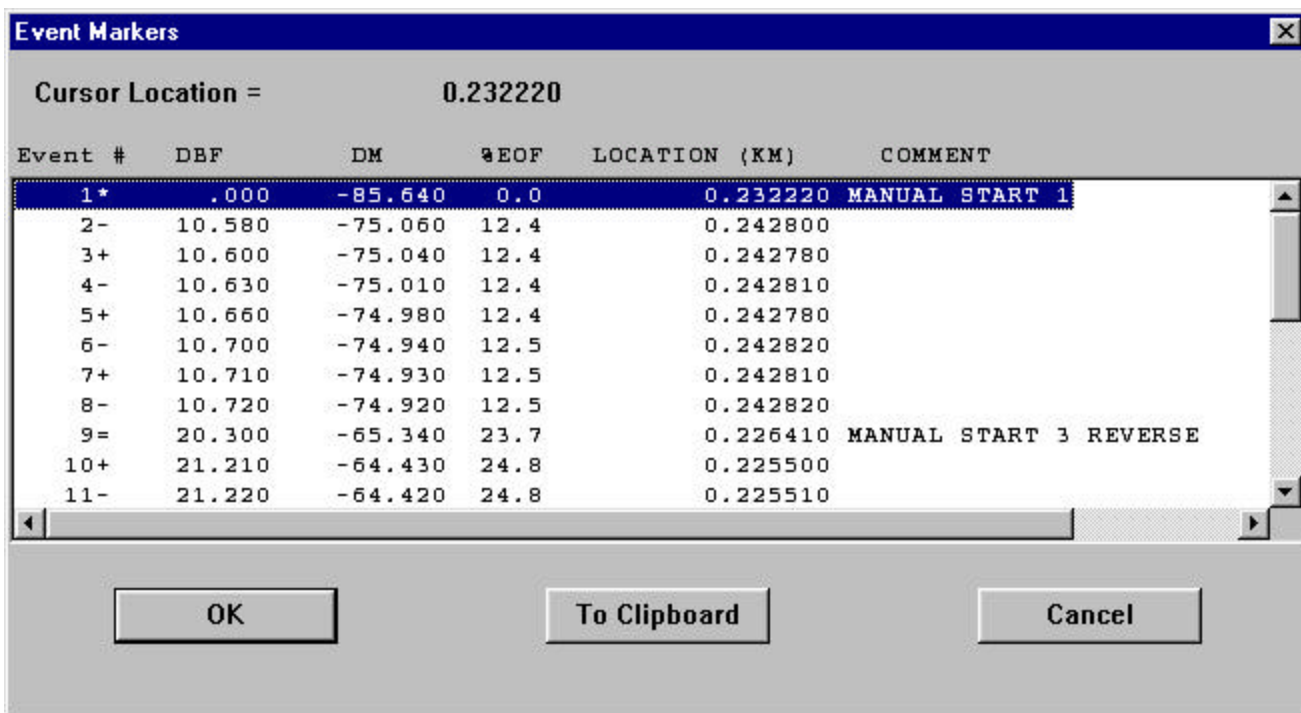 Event Markers
Cursor Location = 0.232220
Event # DBF DM %EOF LOCATION (KM) COMMENT
1* .000 -85.640 0.0 0.232220 MANUAL START 1
2- 10.580 -75.060 12.4 0.242800
3+ 10.600 -75.040 12.4 0.242780
4- 10.630 -75.010 12.4 0.242810
5+ 10.660 -74.980 12.4 0.242780
6- 10.700 -74.940 12.5 0.242820
7+ 10.710 -74.930 12.5 0.242810
8- 10.720 -74.920 12.5 0.242820
9= 20.300 -65.340 23.7 0.226410 MANUAL START 3 REVERSE
10+ 21.210 -64.430 24.8 0.225500
11- 21.220 -64.420 24.8 0.225510
OK To Clipboard Cancel